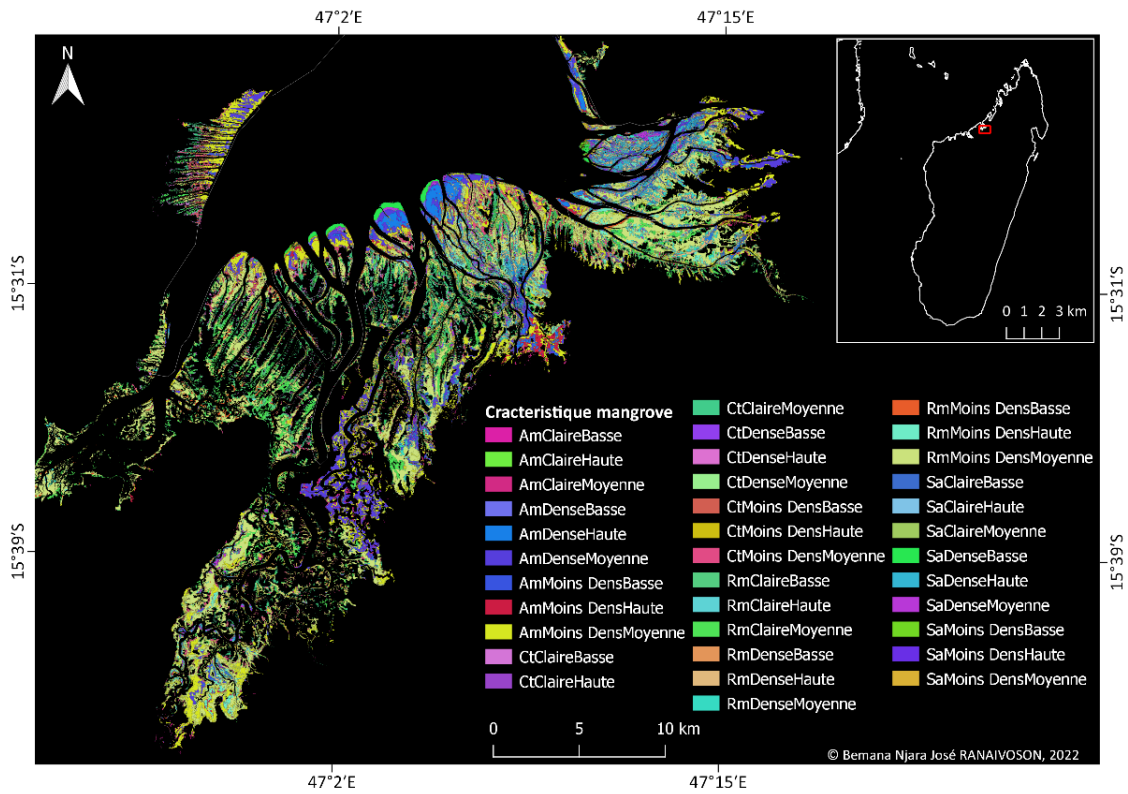 47°2′E
47°15′E
N
15°31′S
15°31′S
0 1 2 3 km
Cracteristique mangrove
AmClaireBasse
AmClaireHaute
AmClaireMoyenne
AmDenseBasse
AmDenseHaute
AmDenseMoyenne
AmMoins DensBasse
AmMoins DensHaute
AmMoins DensMoyenne
CtClaireBasse
CtClaireHaute
CtClaireMoyenne
CtDenseBasse
CtDenseHaute
CtDenseMoyenne
CtMoins DensBasse
CtMoins DensHaute
CtMoins DensMoyenne
RmClaireBasse
RmClaireHaute
RmClaireMoyenne
RmDenseBasse
RmDenseHaute
RmDenseMoyenne
RmMoins DensBasse
RmMoins DensHaute
RmMoins DensMoyenne
SaClaireBasse
SaClaireHaute
SaClaireMoyenne
SaDenseBasse
SaDenseHaute
SaDenseMoyenne
SaMoins DensBasse
SaMoins DensHaute
SaMoins DensMoyenne
15°39′S
15°39′S
0 5 10 km
© Bemana Njara José RANAIVOSON, 2022
47°2′E
47°15′E